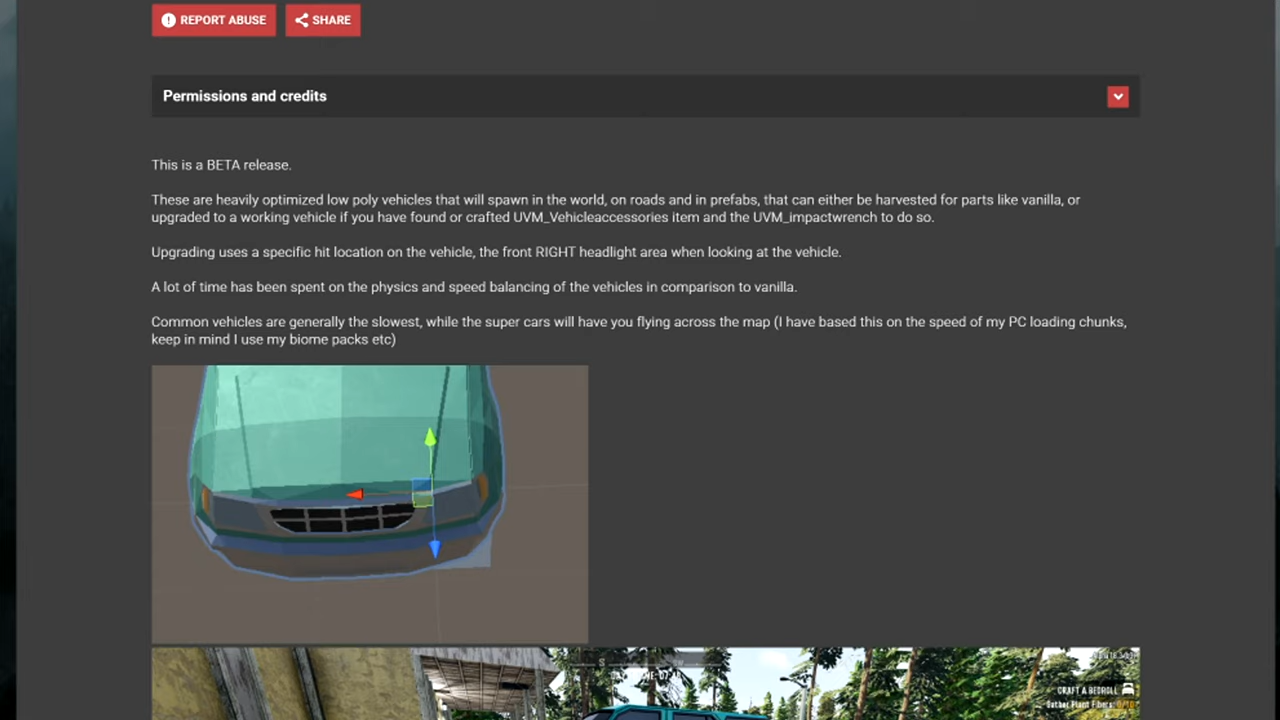 REPORT ABUSE
SHARE
Permissions and credits
This is a BETA release.
These are heavily optimized low poly vehicles that will spawn in the world, on roads and in prefabs, that can either be harvested for parts like vanilla, or
upgraded to a working vehicle if you have found or crafted UVM_Vehicleaccessories item and the UVM_impactwrench to do so.
Upgrading uses a specific hit location on the vehicle, the front RIGHT headlight area when looking at the vehicle.
A lot of time has been spent on the physics and speed balancing of the vehicles in comparison to vanilla.
Common vehicles are generally the slowest, while the super cars will have you flying across the map (I have based this on the speed of my PC loading chunks,
keep in mind I use my biome packs etc)
CRAFT A BEDROLL
Gather Plant Fibers: 0/10